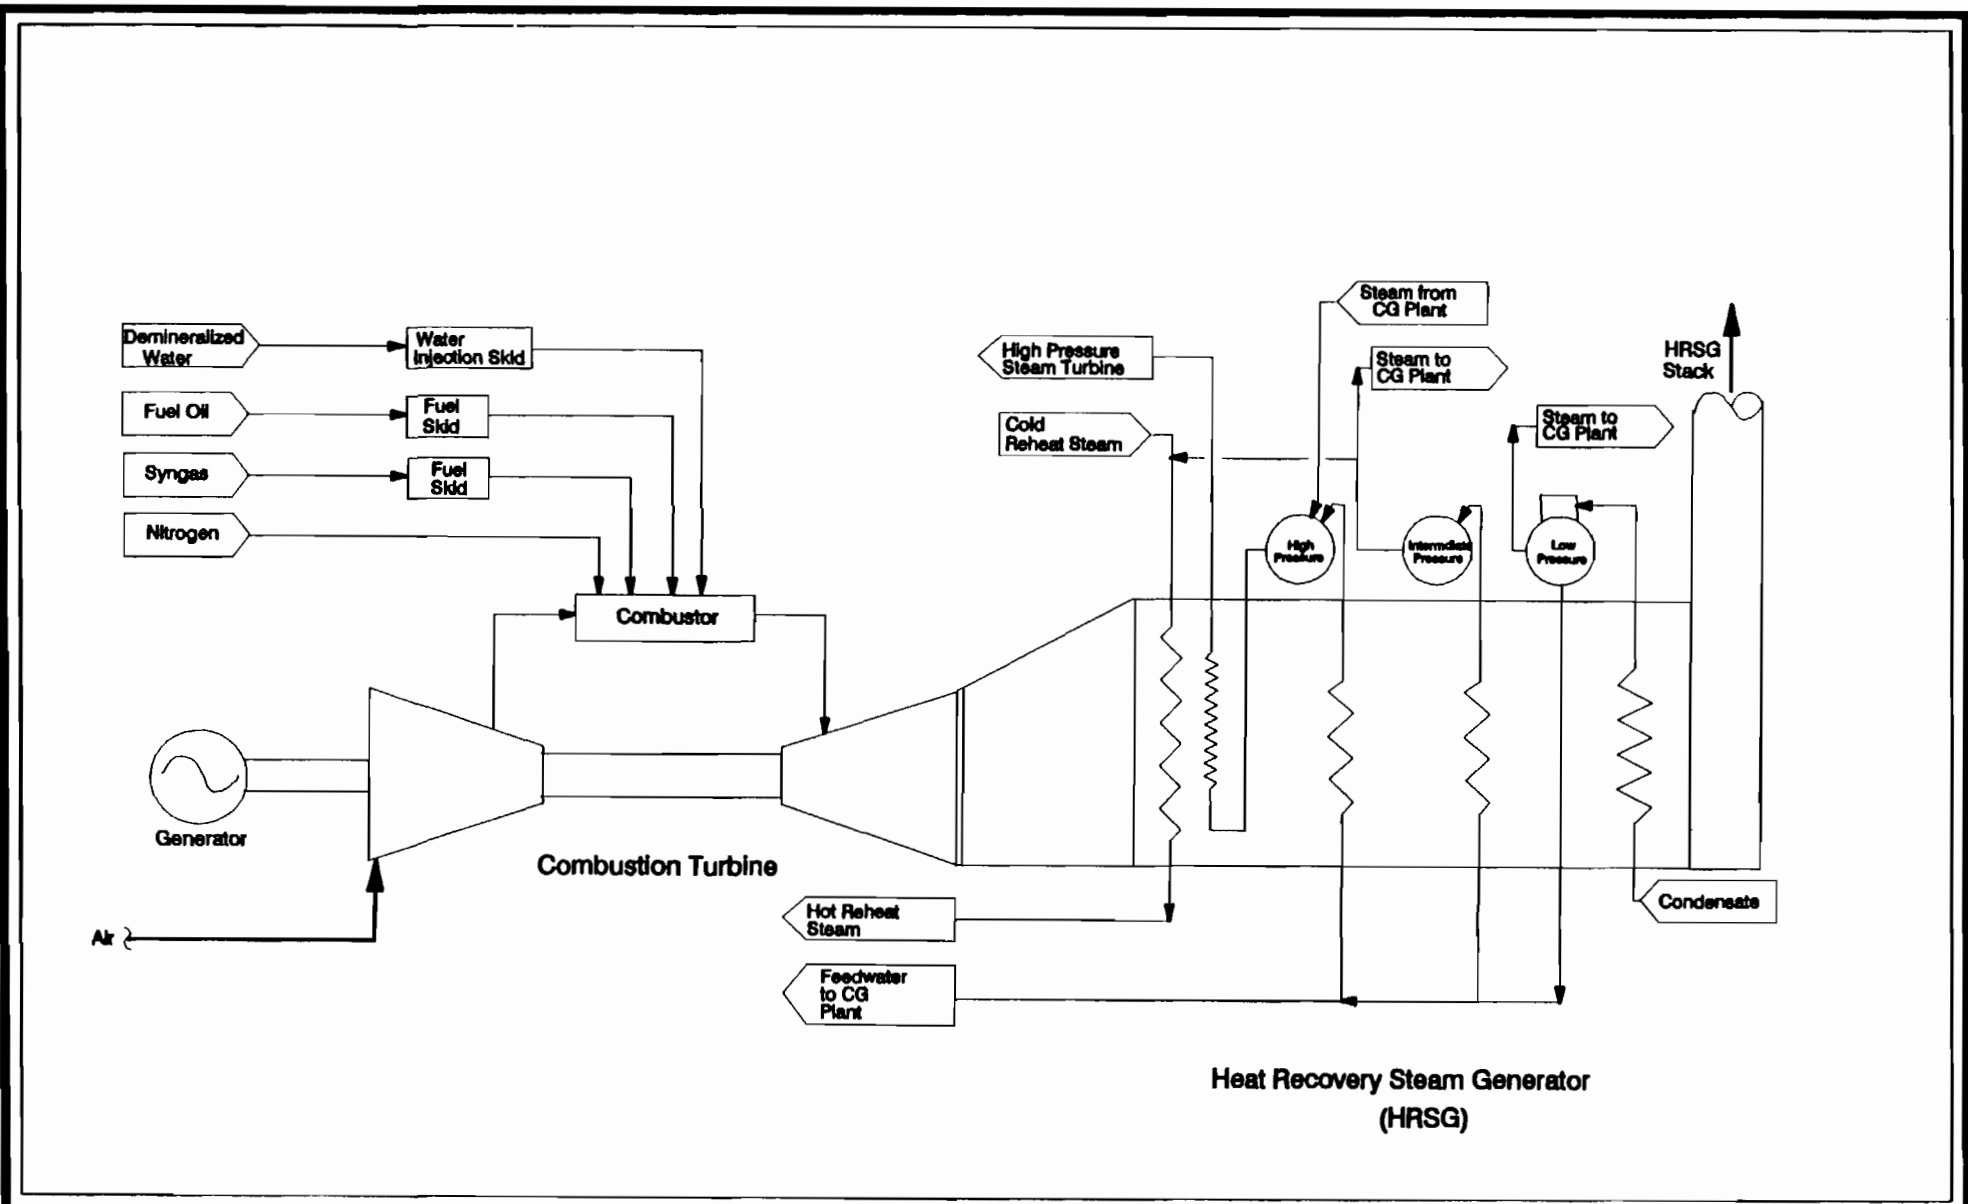 Demineralized
Water
Water
Injection Skid
Fuel Oil
Fuel
Skid
Syngas
Fuel
Skid
Nitrogen
Combustor
Generator
Combustion Turbine
Air
Steam from
CG Plant
High Pressure
Steam Turbine
Steam to
CG Plant
Cold
Reheat Steam
Steam to
CG Plant
HRSG
Stack
High
Pressure
Intermdiate
Pressure
Low
Pressure
Hot Reheat
Steam
Condensate
Feedwater
to CG
Plant
Heat Recovery Steam Generator
(HRSG)